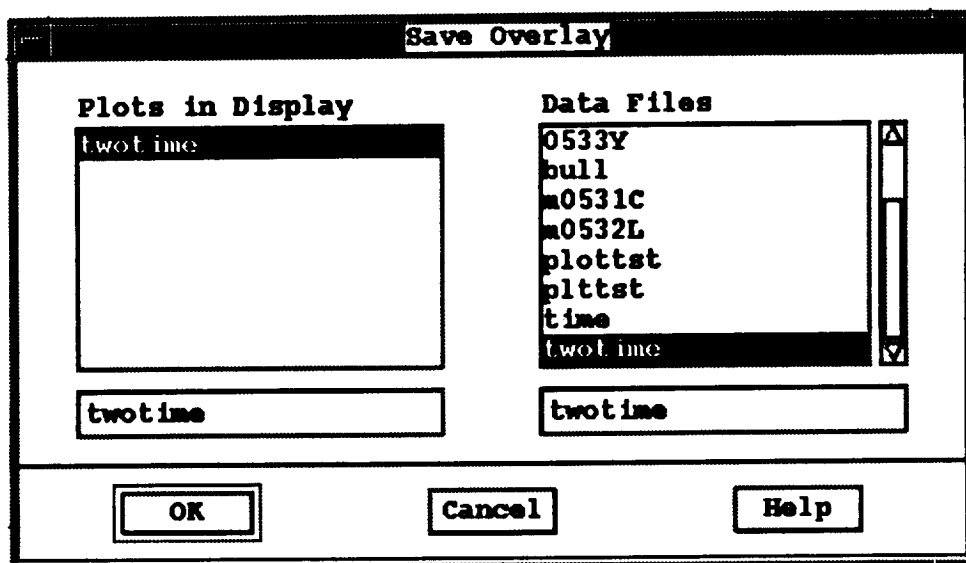 Save Overlay
Plots in Display
twotime
twotime
Data Files
0533Y
bull
m0531C
m0532L
plottst
plttst
time
twotime
twotime
OK
Cancel
Help